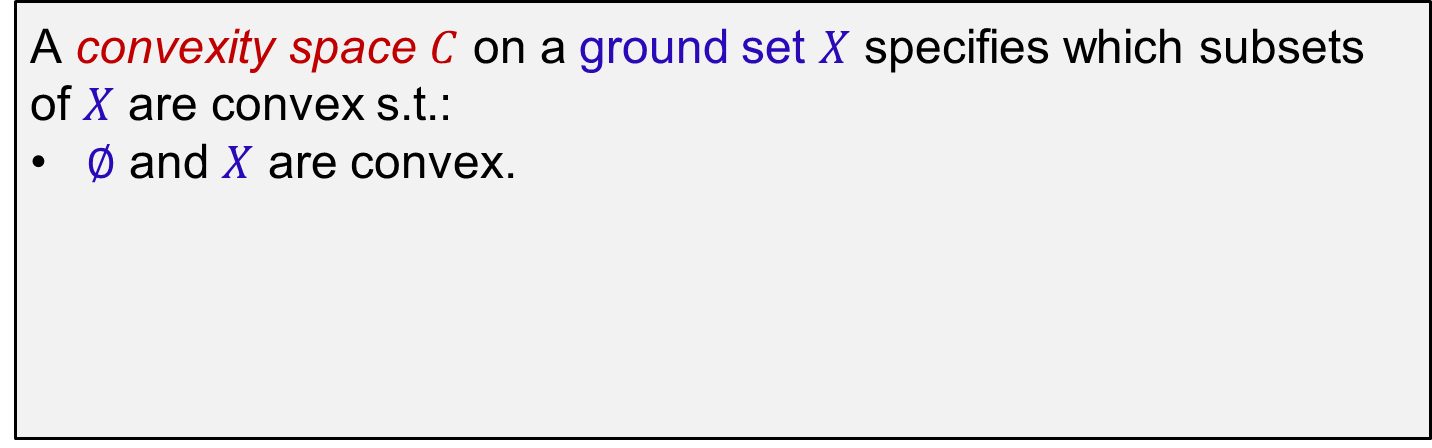 A convexity space C on a ground set X specifies which subsets
of X are convex s.t.:
• ∅ and X are convex.